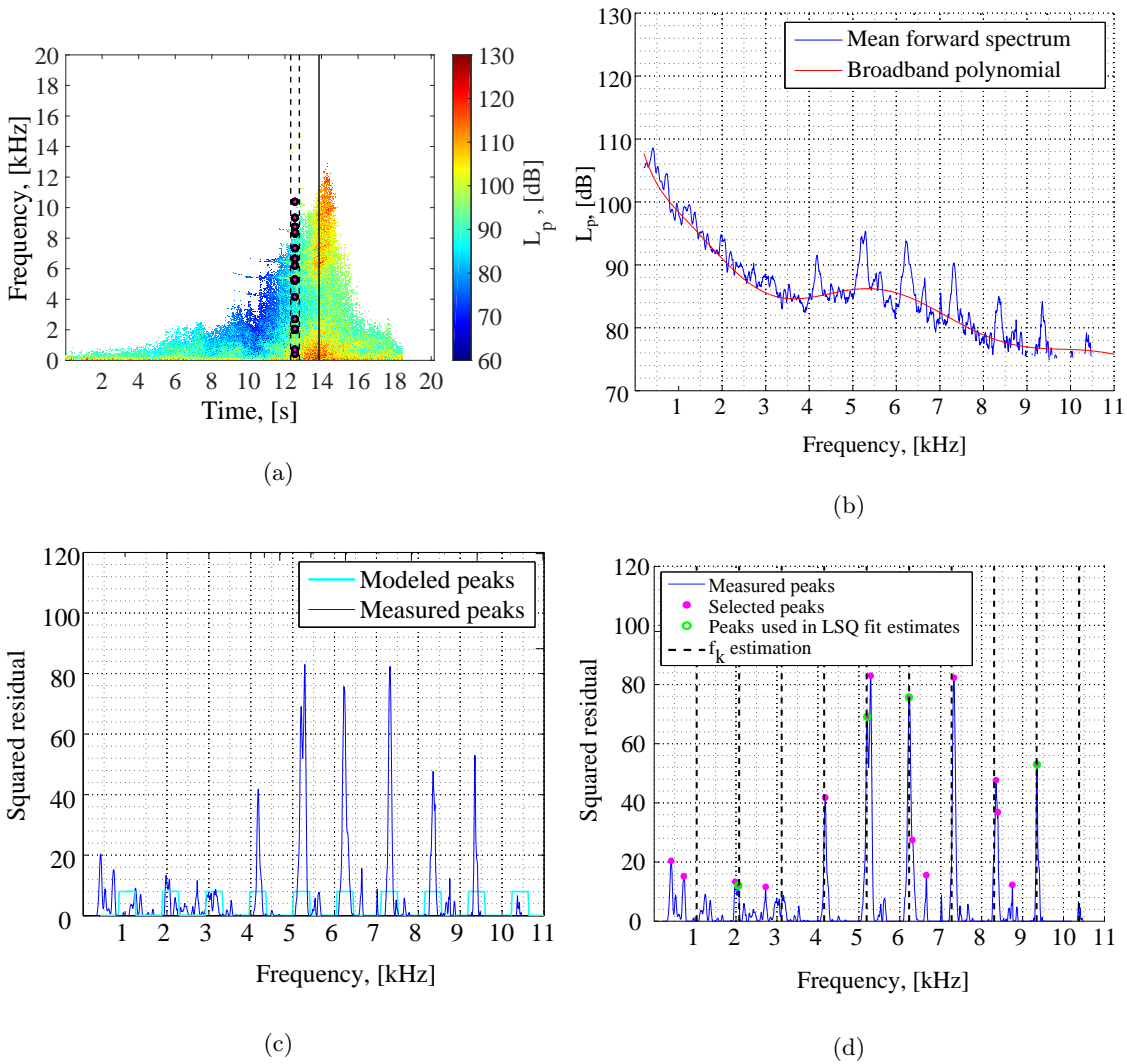 20
18
16
14
12
10
8
6
4
2
0
Frequency, [kHz]
2 4 6 8 10 12 14 16 18 20
Time, [s]
130
120
110
100
90
80
70
60
L_p, [dB]
(a)
130
120
110
100
90
80
70
L_p, [dB]
Mean forward spectrum
Broadband polynomial
1 2 3 4 5 6 7 8 9 10 11
Frequency, [kHz]
(b)
120
100
80
60
40
20
0
Squared residual
Modeled peaks
Measured peaks
1 2 3 4 5 6 7 8 9 10 11
Frequency, [kHz]
(c)
120
100
80
60
40
20
0
Squared residual
Measured peaks
Selected peaks
Peaks used in LSQ fit estimates
f_k estimation
1 2 3 4 5 6 7 8 9 10 11
Frequency, [kHz]
(d)